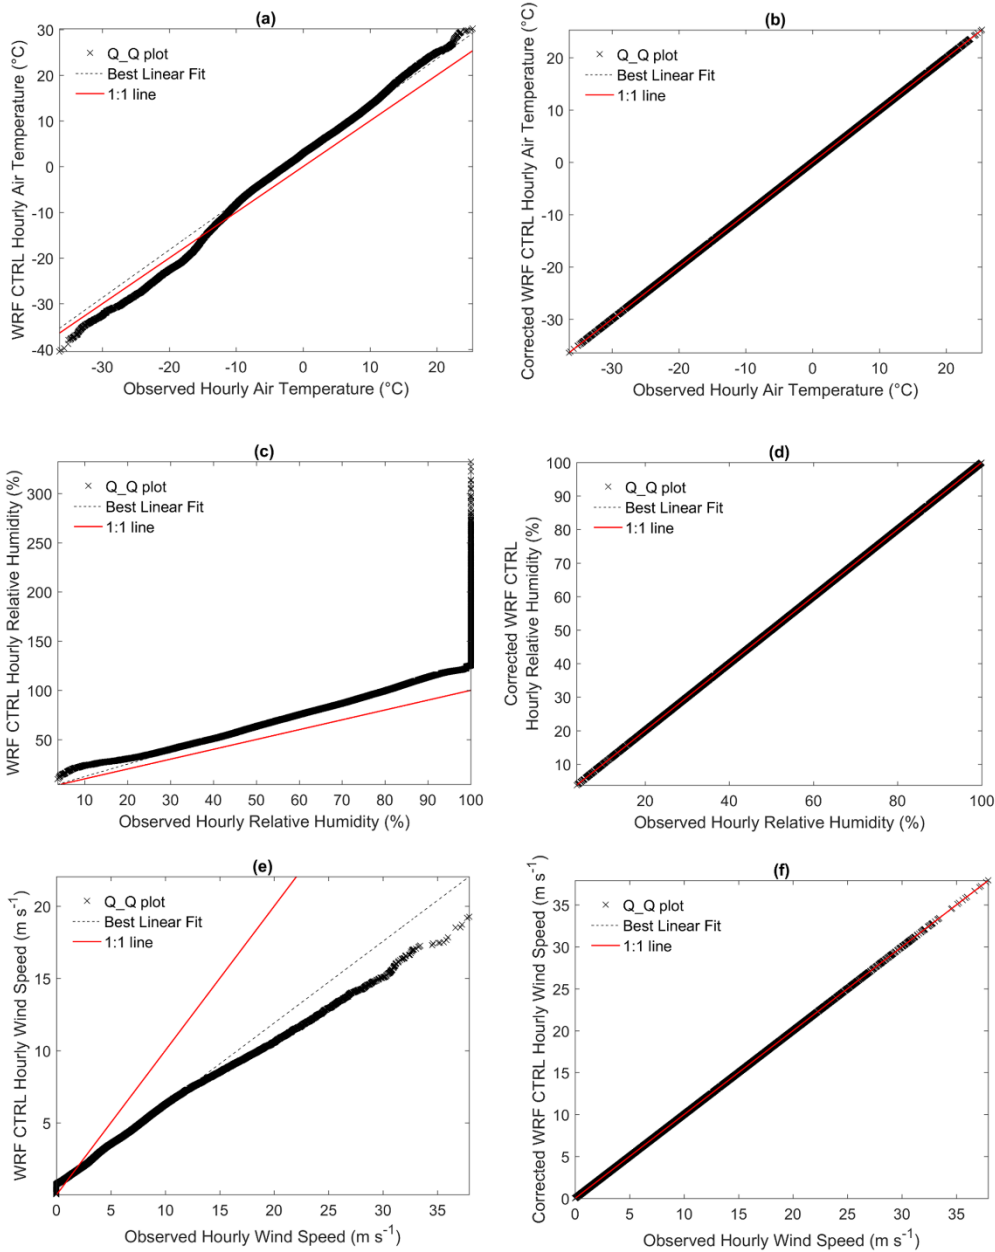 (a)
WRF CTRL Hourly Air Temperature (°C)
30
20
10
0
-10
-20
-30
-40
Q_Q plot
Best Linear Fit
1:1 line
-30
-20
-10
0
10
20
Observed Hourly Air Temperature (°C)
(b)
Corrected WRF CTRL Hourly Air Temperature (°C)
20
10
0
-10
-20
-30
Q_Q plot
Best Linear Fit
1:1 line
-30
-20
-10
0
10
20
Observed Hourly Air Temperature (°C)
(c)
WRF CTRL Hourly Relative Humidity (%)
300
250
200
150
100
50
Q_Q plot
Best Linear Fit
1:1 line
10
20
30
40
50
60
70
80
90
100
Observed Hourly Relative Humidity (%)
(d)
Corrected WRF CTRL
Hourly Relative Humidity (%)
100
90
80
70
60
50
40
30
20
10
Q_Q plot
Best Linear Fit
1:1 line
20
40
60
80
100
Observed Hourly Relative Humidity (%)
(e)
WRF CTRL Hourly Wind Speed (m s⁻¹)
20
15
10
5
Q_Q plot
Best Linear Fit
1:1 line
0
5
10
15
20
25
30
35
Observed Hourly Wind Speed (m s⁻¹)
(f)
Corrected WRF CTRL Hourly Wind Speed (m s⁻¹)
35
30
25
20
15
10
5
0
Q_Q plot
Best Linear Fit
1:1 line
0
5
10
15
20
25
30
35
Observed Hourly Wind Speed (m s⁻¹)